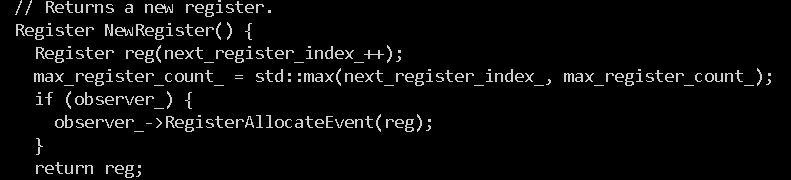 // Returns a new register.
Register NewRegister() {
  Register reg(next_register_index_++);
  max_register_count_ = std::max(next_register_index_, max_register_count_);
  if (observer_) {
    observer_->RegisterAllocateEvent(reg);
  }
  return reg;